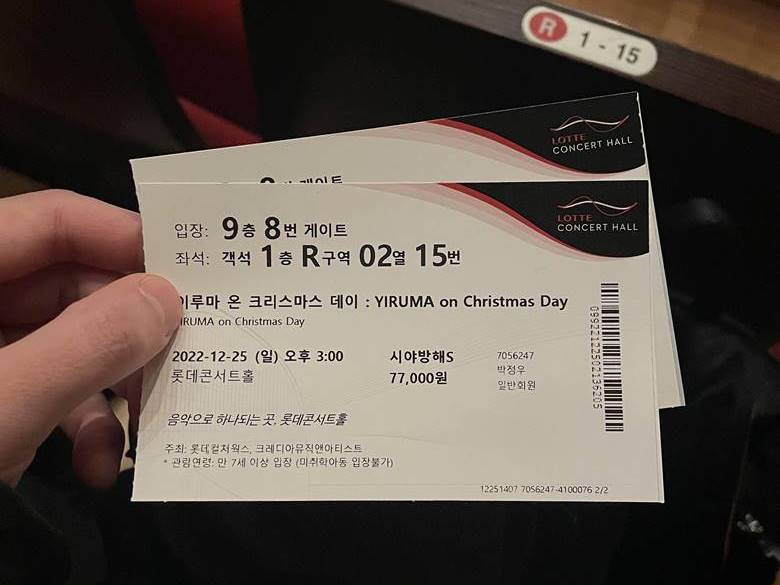 R 1 - 15
LOTTE
CONCERT HALL
게이트
LOTTE
CONCERT HALL
입장: 9층 8번 게이트
좌석: 객석 1층 R구역 02열 15번
이루마 온 크리스마스 데이 : YIRUMA on Christmas Day
YIRUMA on Christmas Day
2022-12-25 (일) 오후 3:00
롯데콘서트홀
시야방해S
77,000원
7056247
박정우
일반회원
음악으로 하나되는 곳, 롯데콘서트홀
주최: 롯데컬처웍스, 크레디아뮤직앤아티스트
* 관람연령: 만 7세 이상 입장 (미취학아동 입장불가)
12251407 7056247-4100076 2/2
09922122502136205